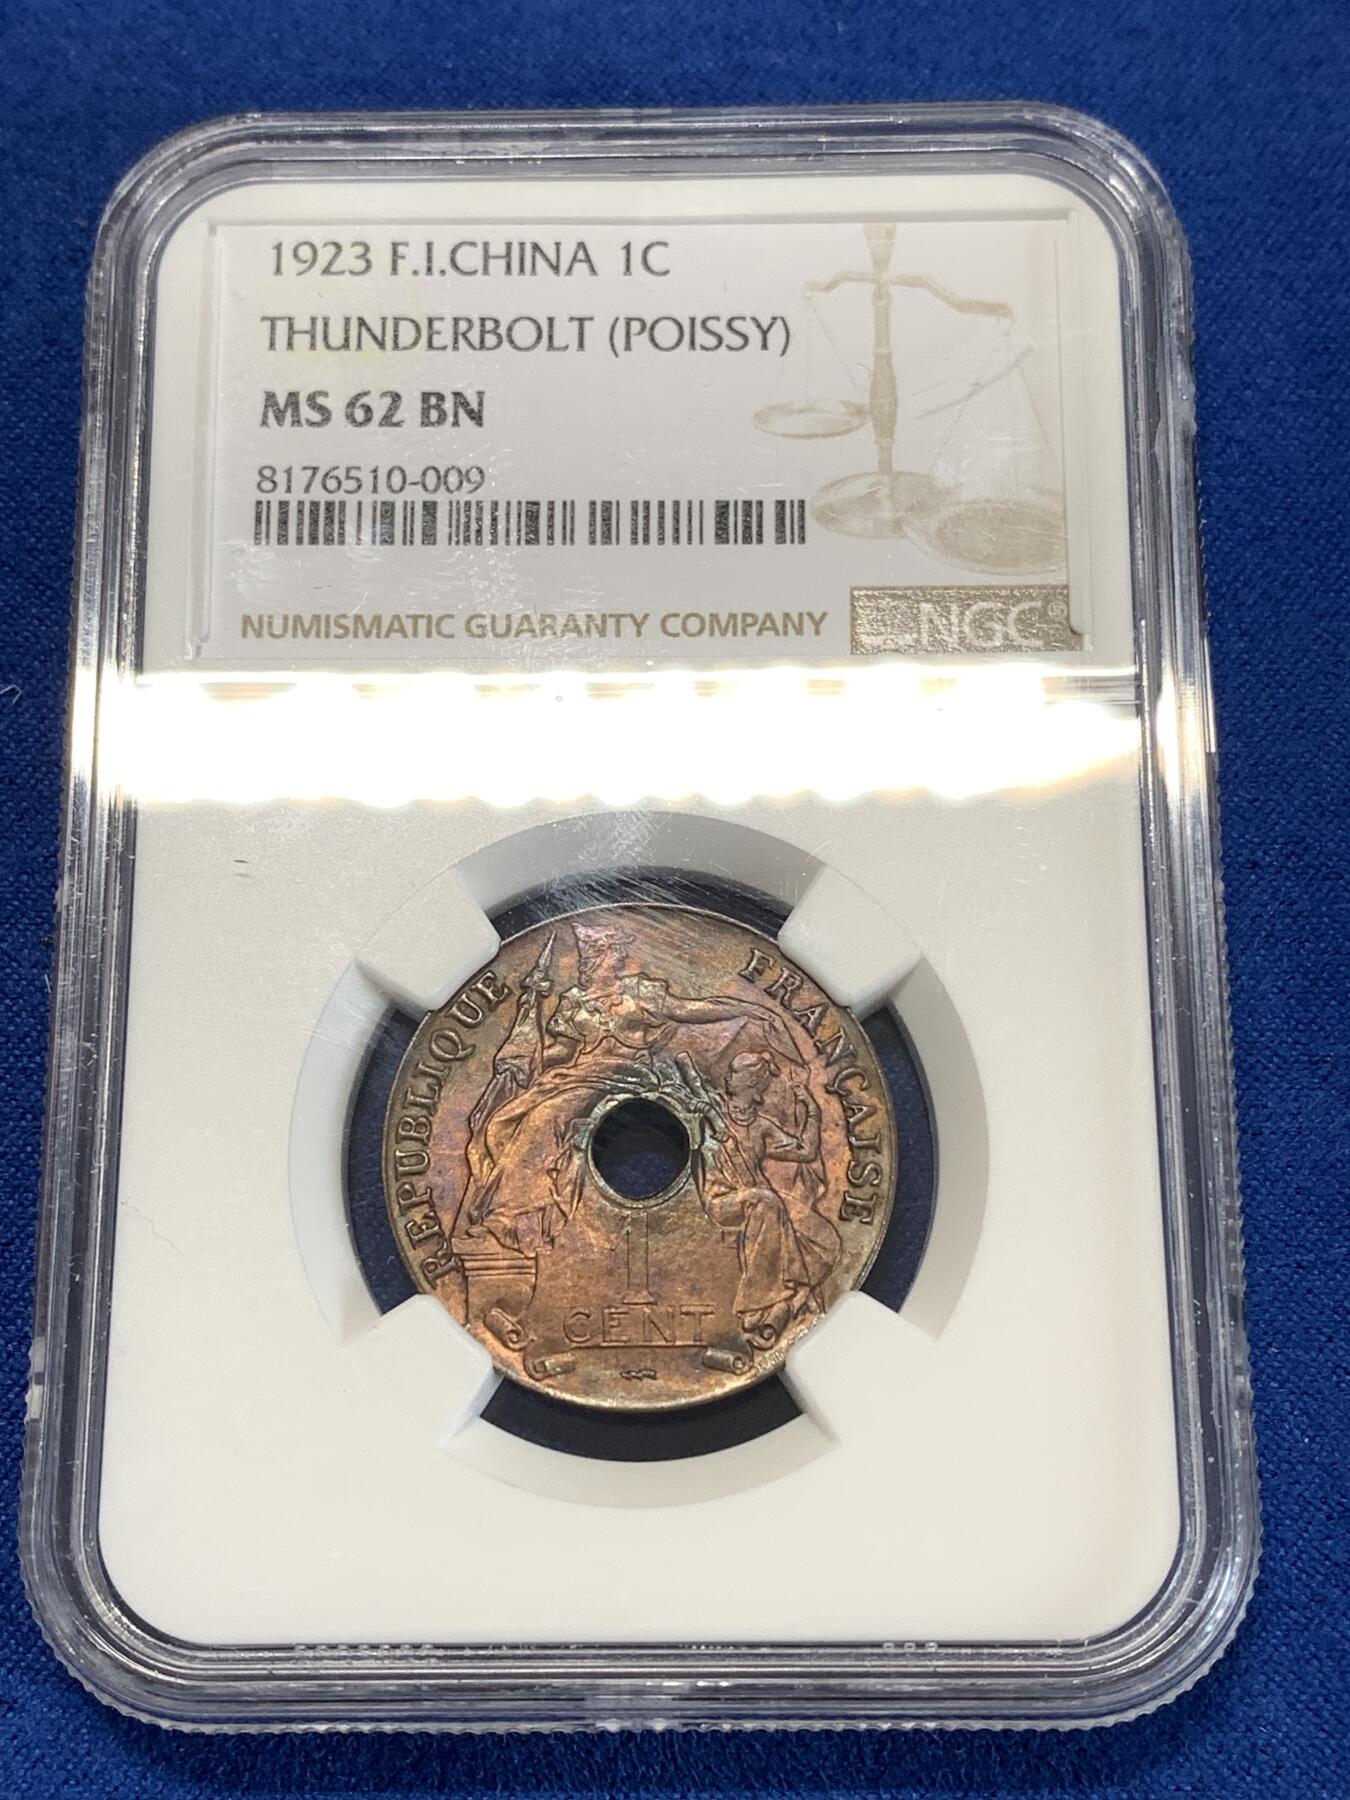 1923 F.I.CHINA 1C
THUNDERBOLT (POISSY)
MS 62 BN
8176510-009
NUMISMATIC GUARANTY COMPANY
NGC®
REPUBLIQUE FRANÇAISE
1
CENT